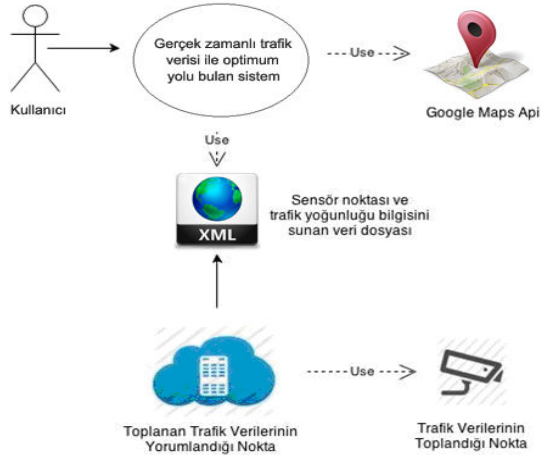 Gerçek zamanlı trafik
verisi ile optimum
yolu bulan sistem
Use
Kullanıcı
Google Maps Api
Use
XML
Sensör noktası ve
trafik yoğunluğu bilgisini
sunan veri dosyası
Use
Toplanan Trafik Verilerinin
Yorumlandığı Nokta
Trafik Verilerinin
Toplandığı Nokta